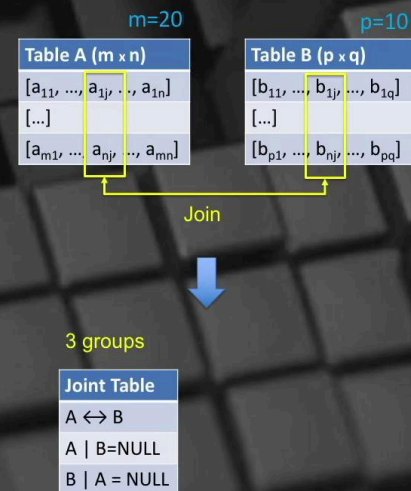 m=20
p=10
Table A (m x n)
[a11, ..., a1j, ..., a1n]
[...]
[am1, ..., anj, ..., amn]
Table B (p x q)
[b11, ..., b1j, ..., b1q]
[...]
[bp1, ..., bnj, ..., bpq]
Join
3 groups
Joint Table
A ↔ B
A | B=NULL
B | A = NULL